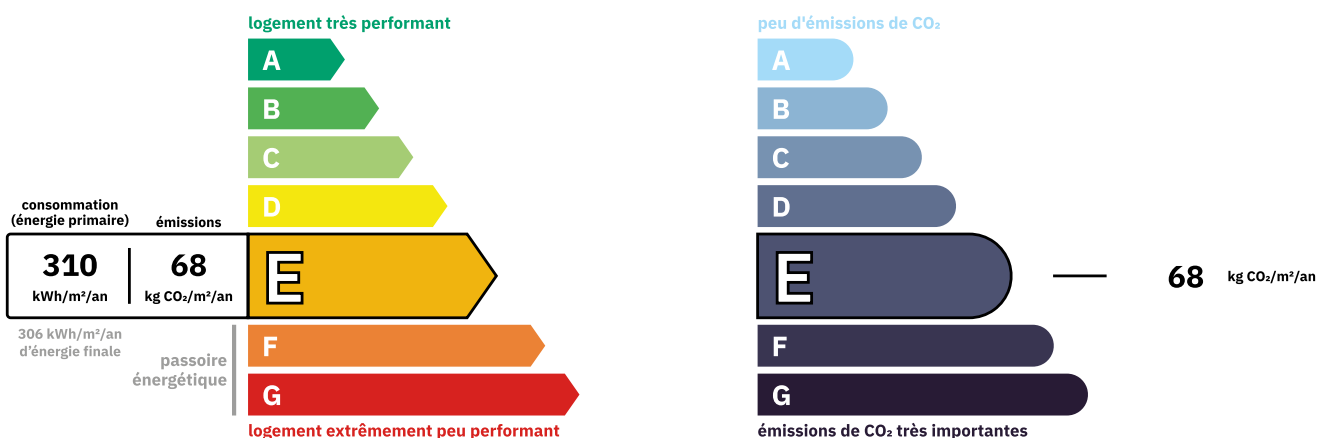 logement très performant
A
B
C
D
consommation
(énergie primaire)
émissions
310
kWh/m²/an
68
kg CO₂/m²/an
E
306 kWh/m²/an
d'énergie finale
passoire
énergétique
F
G
logement extrêmement peu performant
peu d'émissions de CO₂
A
B
C
D
E
68 kg CO₂/m²/an
F
G
émissions de CO₂ très importantes